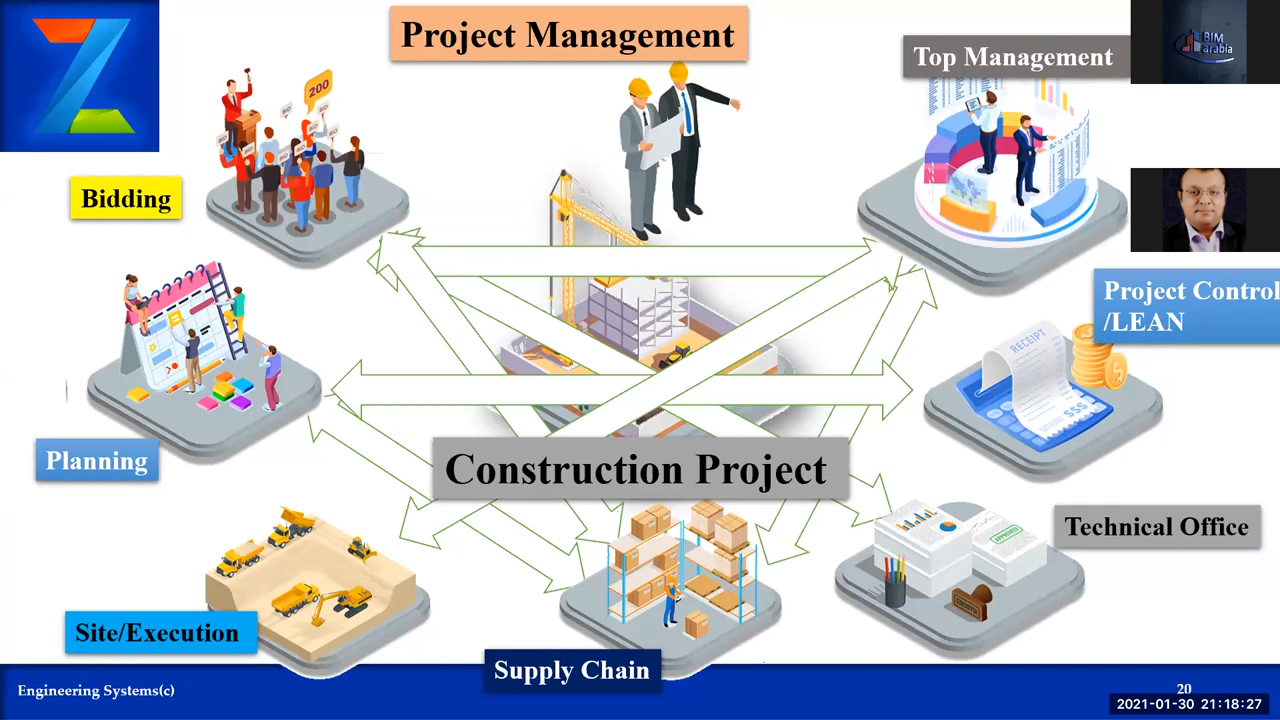 Project Management
Top Management
BIM
arabia
200
Bidding
Project Control
/LEAN
RECEIPT
$$$
Planning
Construction Project
APPROVED
Technical Office
Site/Execution
Supply Chain
Engineering Systems(c)
20
2021-01-30 21:18:27